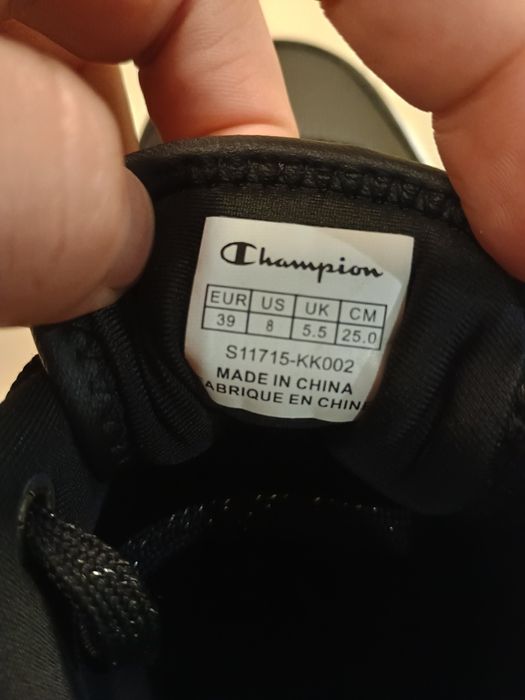 Champion
EUR US UK CM
39 8 5.5 25.0
S11715-KK002
MADE IN CHINA
ABRIQUE EN CHIN